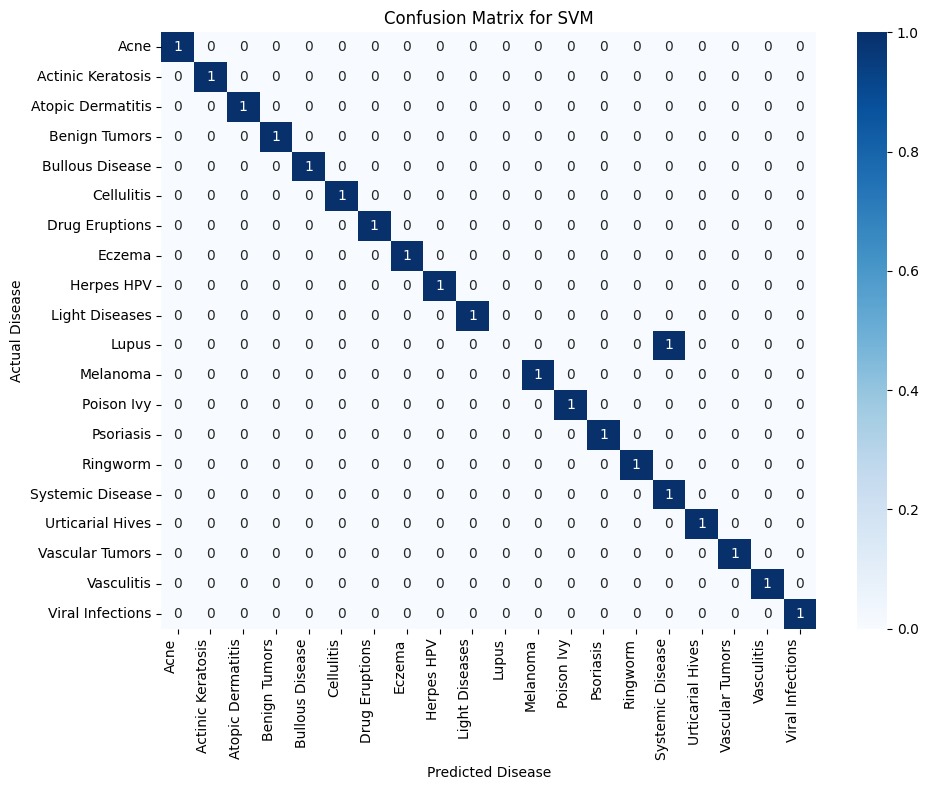 Confusion Matrix for SVM
Actual Disease
Acne 1 0 0 0 0 0 0 0 0 0 0 0 0 0 0 0 0 0 0 0
Actinic Keratosis 0 1 0 0 0 0 0 0 0 0 0 0 0 0 0 0 0 0 0 0
Atopic Dermatitis 0 0 1 0 0 0 0 0 0 0 0 0 0 0 0 0 0 0 0 0
Benign Tumors 0 0 0 1 0 0 0 0 0 0 0 0 0 0 0 0 0 0 0 0
Bullous Disease 0 0 0 0 1 0 0 0 0 0 0 0 0 0 0 0 0 0 0 0
Cellulitis 0 0 0 0 0 1 0 0 0 0 0 0 0 0 0 0 0 0 0 0
Drug Eruptions 0 0 0 0 0 0 1 0 0 0 0 0 0 0 0 0 0 0 0 0
Eczema 0 0 0 0 0 0 0 1 0 0 0 0 0 0 0 0 0 0 0 0
Herpes HPV 0 0 0 0 0 0 0 0 1 0 0 0 0 0 0 0 0 0 0 0
Light Diseases 0 0 0 0 0 0 0 0 0 1 0 0 0 0 0 0 0 0 0 0
Lupus 0 0 0 0 0 0 0 0 0 0 0 0 0 0 0 1 0 0 0 0
Melanoma 0 0 0 0 0 0 0 0 0 0 0 1 0 0 0 0 0 0 0 0
Poison Ivy 0 0 0 0 0 0 0 0 0 0 0 0 1 0 0 0 0 0 0 0
Psoriasis 0 0 0 0 0 0 0 0 0 0 0 0 0 1 0 0 0 0 0 0
Ringworm 0 0 0 0 0 0 0 0 0 0 0 0 0 0 1 0 0 0 0 0
Systemic Disease 0 0 0 0 0 0 0 0 0 0 0 0 0 0 0 1 0 0 0 0
Urticarial Hives 0 0 0 0 0 0 0 0 0 0 0 0 0 0 0 0 1 0 0 0
Vascular Tumors 0 0 0 0 0 0 0 0 0 0 0 0 0 0 0 0 0 1 0 0
Vasculitis 0 0 0 0 0 0 0 0 0 0 0 0 0 0 0 0 0 0 1 0
Viral Infections 0 0 0 0 0 0 0 0 0 0 0 0 0 0 0 0 0 0 0 1
Acne
Actinic Keratosis
Atopic Dermatitis
Benign Tumors
Bullous Disease
Cellulitis
Drug Eruptions
Eczema
Herpes HPV
Light Diseases
Lupus
Melanoma
Poison Ivy
Psoriasis
Ringworm
Systemic Disease
Urticarial Hives
Vascular Tumors
Vasculitis
Viral Infections
Predicted Disease
1.0
0.8
0.6
0.4
0.2
0.0